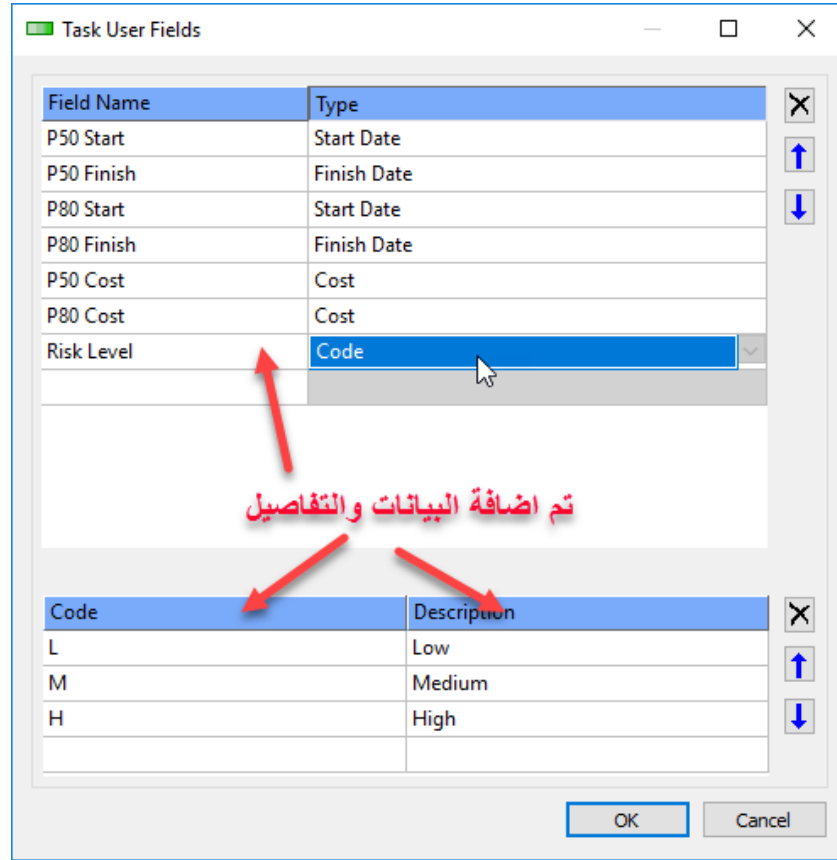 Task User Fields
Field Name Type
P50 Start Start Date
P50 Finish Finish Date
P80 Start Start Date
P80 Finish Finish Date
P50 Cost Cost
P80 Cost Cost
Risk Level Code
تم اضافة البيانات والتفاصيل
Code Description
L Low
M Medium
H High
OK Cancel